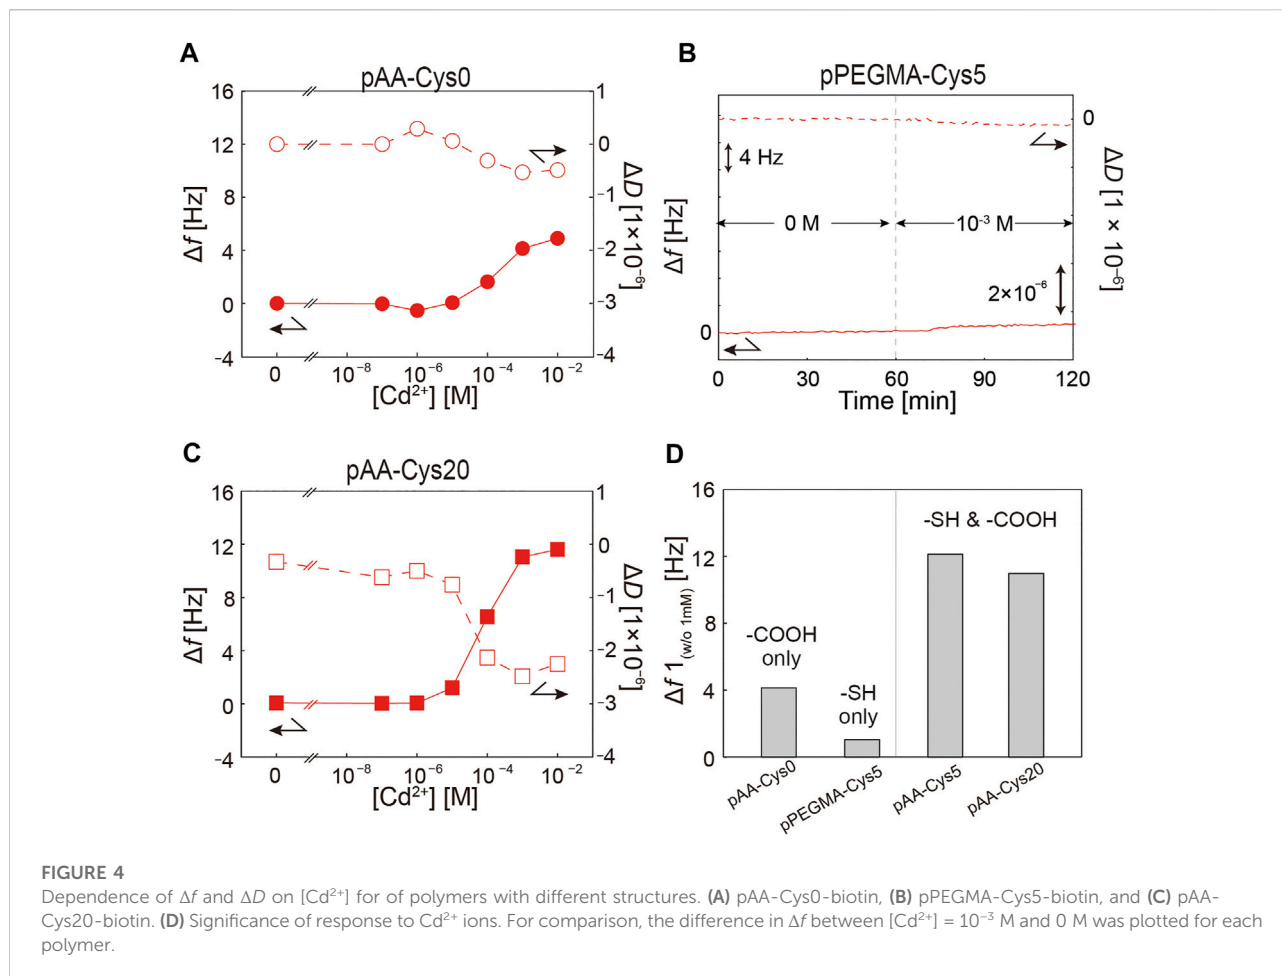 A
pAA-Cys0
16
12
8
4
0
−4
Δf [Hz]
1
0
−1
−2
−3
−4
ΔD [1×10⁻⁶]
0
10⁻⁸
10⁻⁶
10⁻⁴
10⁻²
[Cd²⁺] [M]
B
pPEGMA-Cys5
0
4 Hz
0 M
10⁻³ M
2×10⁻⁶
0
Δf [Hz]
ΔD [1 × 10⁻⁶]
0
30
60
90
120
Time [min]
C
pAA-Cys20
16
12
8
4
0
−4
Δf [Hz]
1
0
−1
−2
−3
−4
ΔD [1×10⁻⁶]
0
10⁻⁸
10⁻⁶
10⁻⁴
10⁻²
[Cd²⁺] [M]
D
16
12
8
4
0
Δf 1(w/o 1mM) [Hz]
-SH & -COOH
-COOH
only
-SH
only
pAA-Cys0
pPEGMA-Cys5
pAA-Cys5
pAA-Cys20
FIGURE 4
Dependence of Δf and ΔD on [Cd²⁺] for of polymers with different structures. (A) pAA-Cys0-biotin, (B) pPEGMA-Cys5-biotin, and (C) pAA-
Cys20-biotin. (D) Significance of response to Cd²⁺ ions. For comparison, the difference in Δf between [Cd²⁺] = 10⁻³ M and 0 M was plotted for each
polymer.